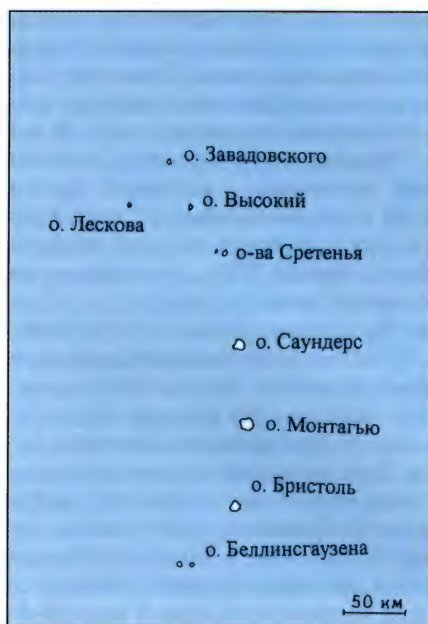 о. Завадовского
о. Высокий
о. Лескова
о-ва Сретенья
о. Саундерс
о. Монтагью
о. Бристоль
о. Беллинсгаузена
50 км